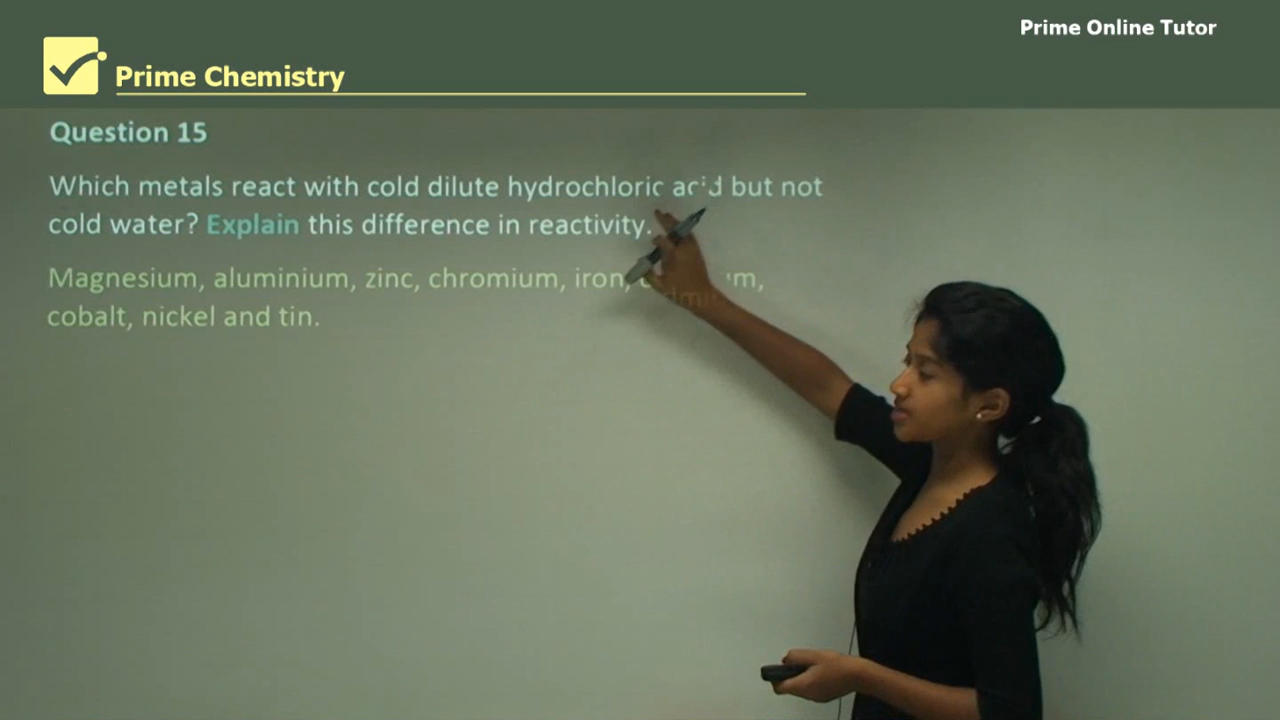 Prime Online Tutor
Prime Chemistry
Question 15
Which metals react with cold dilute hydrochloric acid but not
cold water? Explain this difference in reactivity.
Magnesium, aluminium, zinc, chromium, iron,
cobalt, nickel and tin.